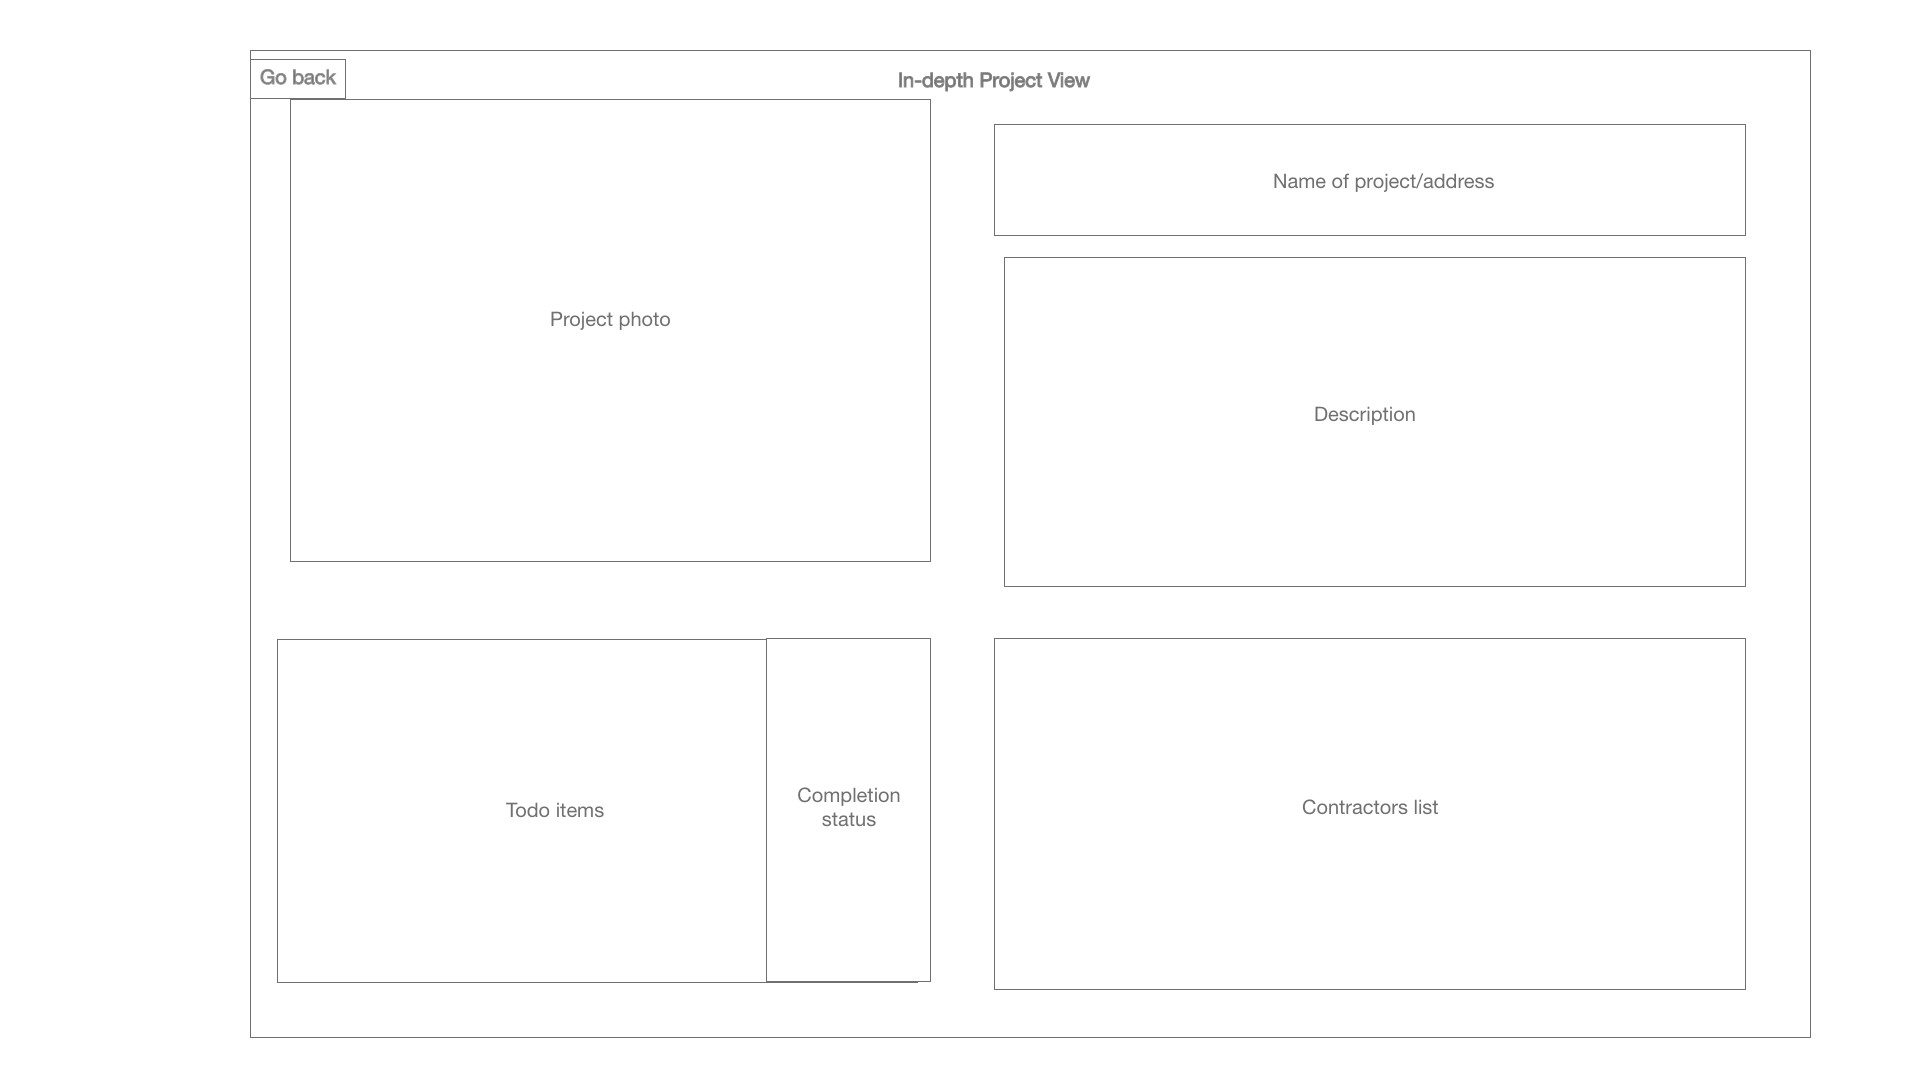 Go back
In-depth Project View
Name of project/address
Project photo
Description
Todo items
Completion
status
Contractors list